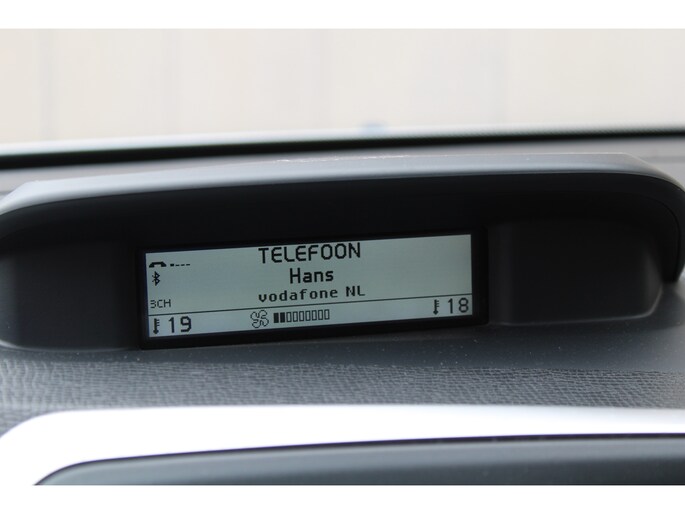 TELEFOON
Hans
vodafone NL
3CH
19
18